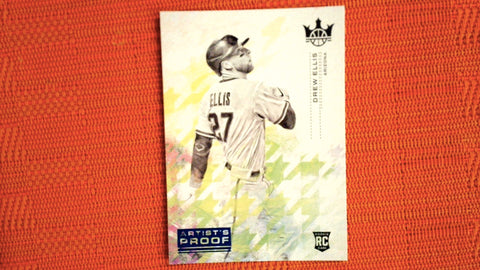 DREW ELLIS
ARIZONA
ELLIS
27
ARTIST'S
PROOF
RC